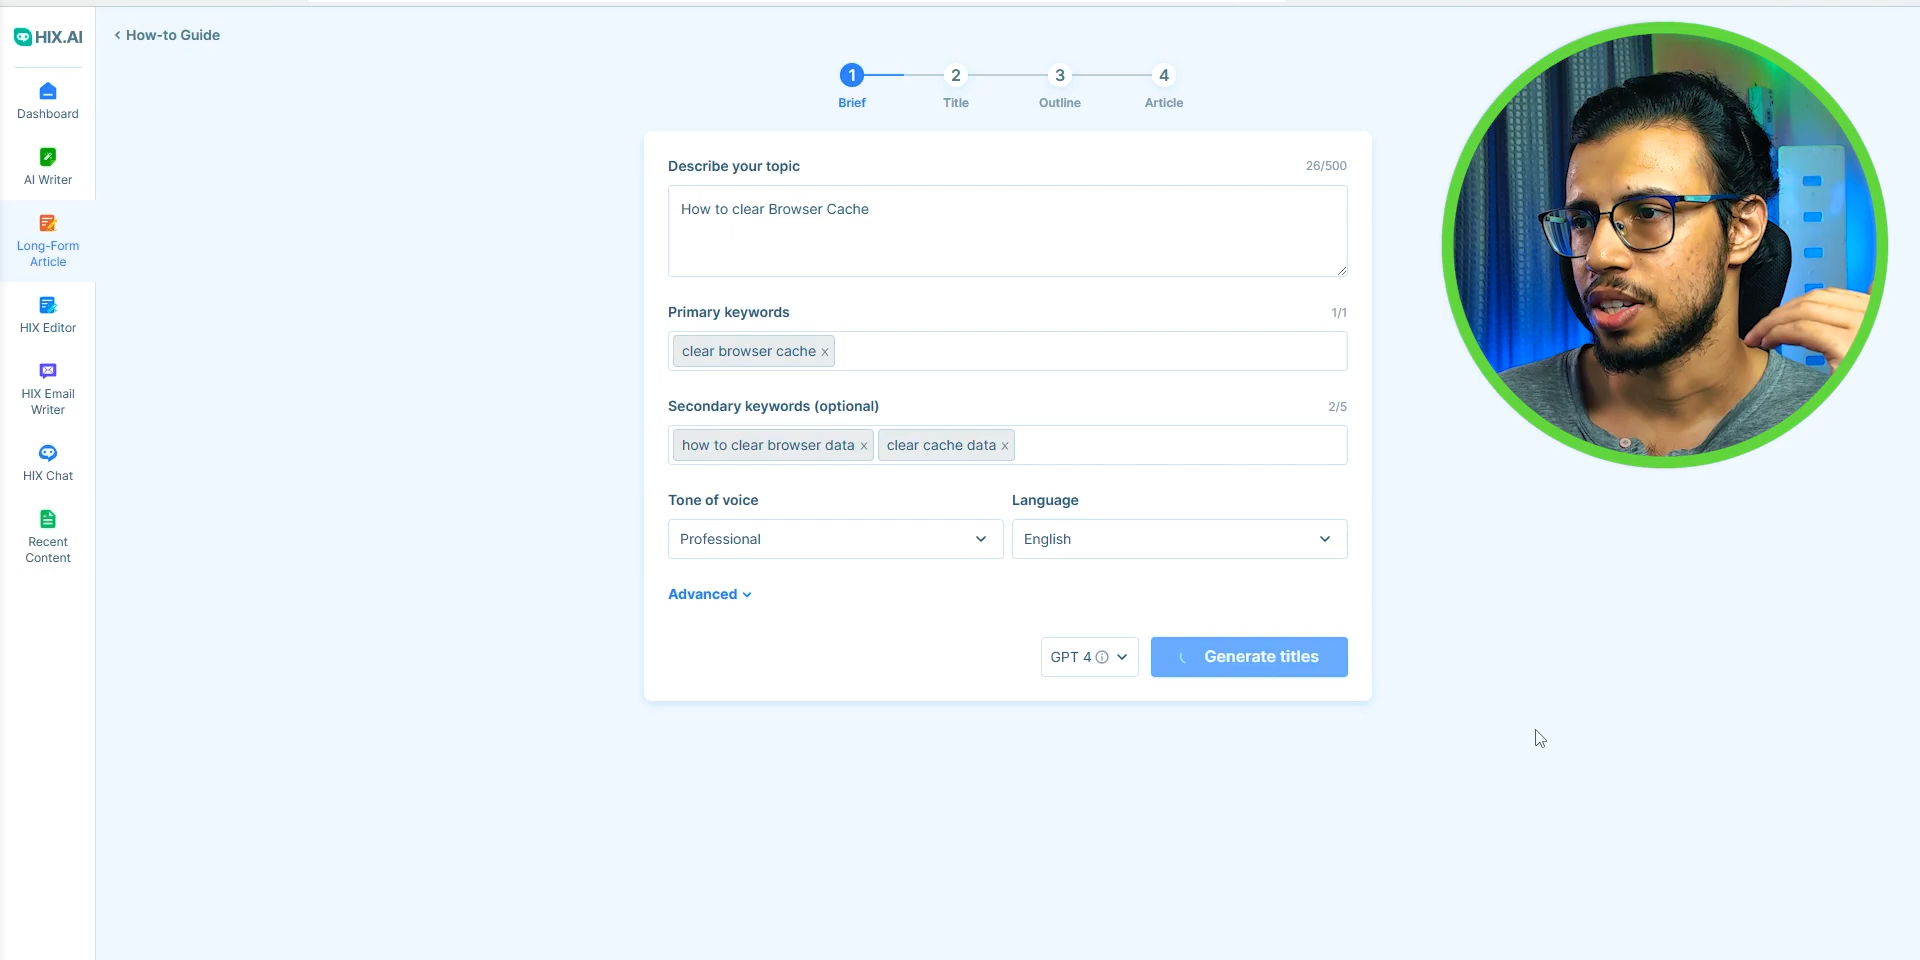 HIX.AI
How-to Guide
Dashboard
AI Writer
Long-Form
Article
HIX Editor
HIX Email
Writer
HIX Chat
Recent
Content
1
2
3
4
Brief
Title
Outline
Article
Describe your topic
26/500
How to clear Browser Cache
Primary keywords
1/1
clear browser cache ×
Secondary keywords (optional)
2/5
how to clear browser data × clear cache data ×
Tone of voice
Language
Professional
English
Advanced
GPT 4
Generate titles